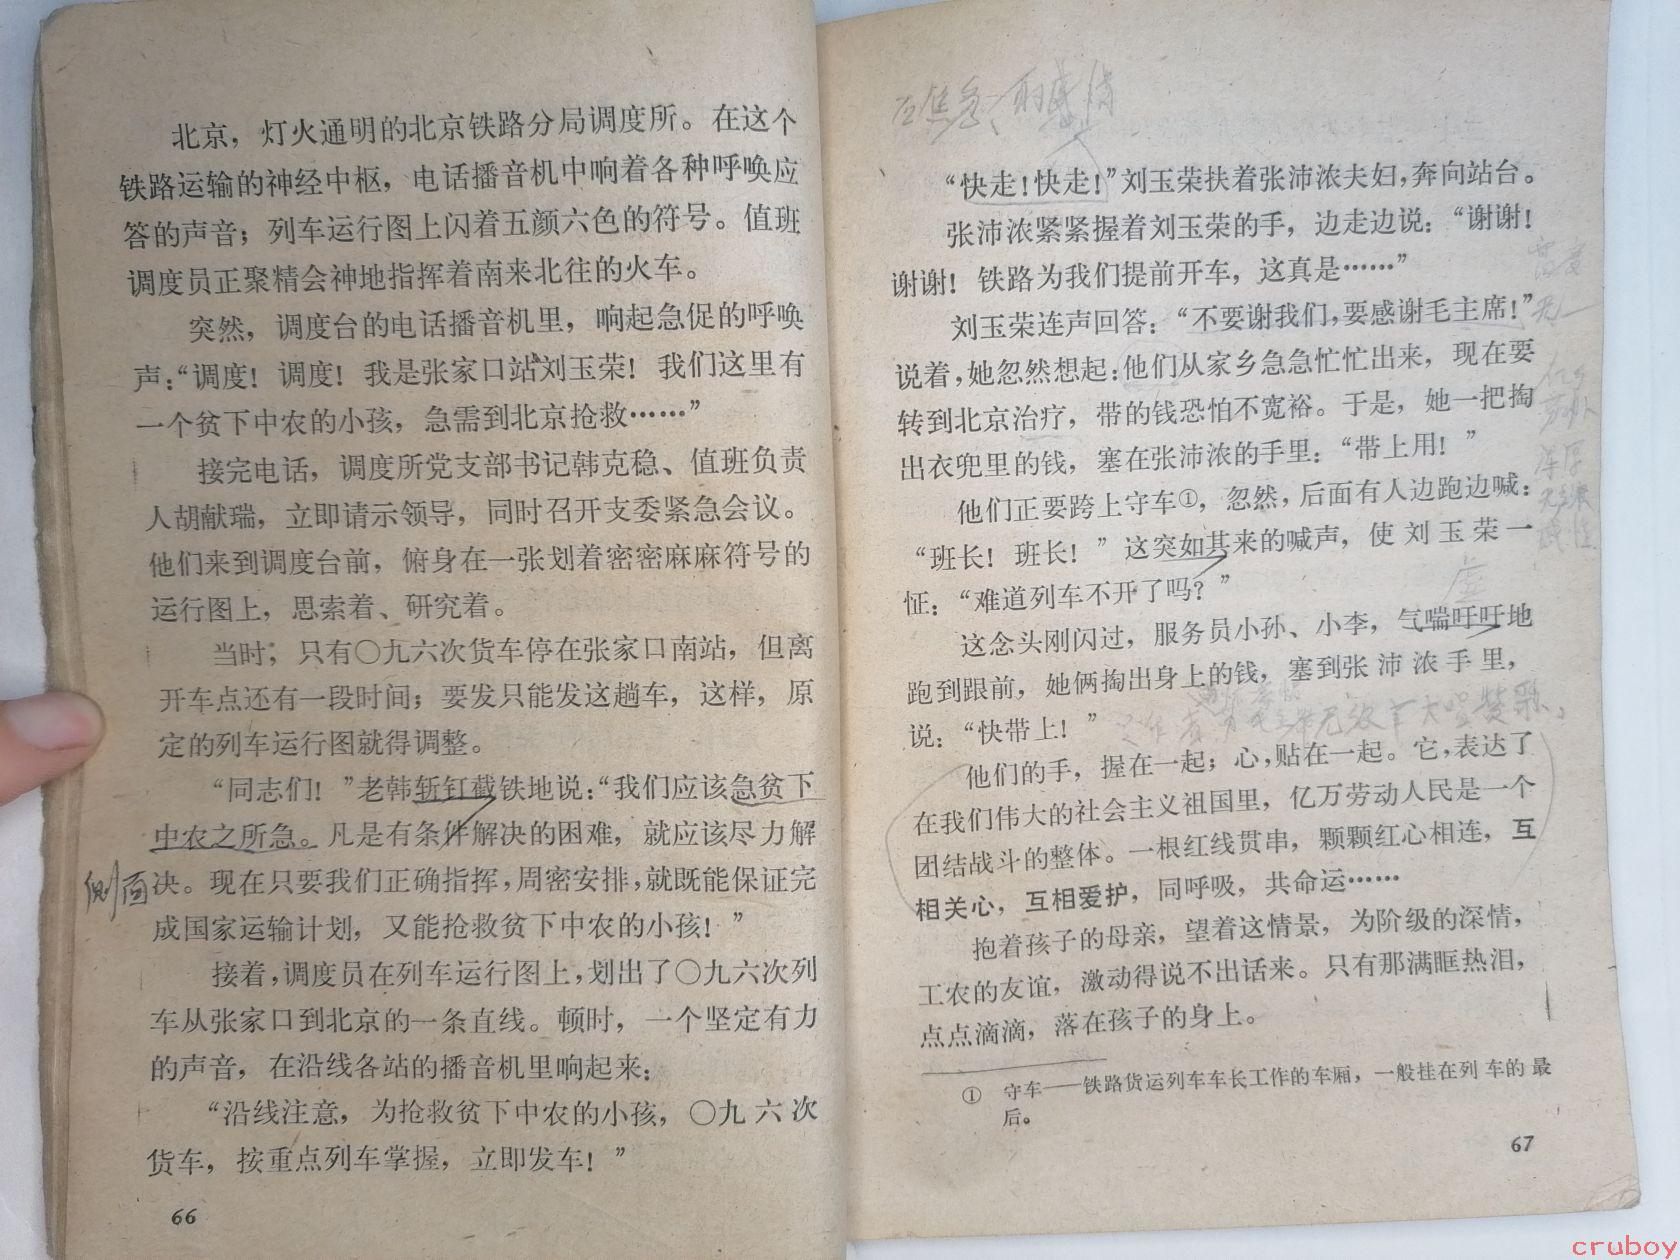 北京，灯火通明的北京铁路分局调度所。在这个
铁路运输的神经中枢，电话播音机中响着各种呼唤应
答的声音；列车运行图上闪着五颜六色的符号。值班
调度员正聚精会神地指挥着南来北往的火车。
突然，调度台的电话播音机里，响起急促的呼唤
声：“调度！调度！我是张家口站刘玉荣！我们这里有
一个贫下中农的小孩，急需到北京抢救……”
接完电话，调度所党支部书记韩克稳、值班负责
人胡献瑞，立即请示领导，同时召开支委紧急会议。
他们来到调度台前，俯身在一张划着密密麻麻符号的
运行图上，思索着、研究着。
当时，只有〇九六次货车停在张家口南站，但离
开车点还有一段时间；要发只能发这趟车，这样，原
定的列车运行图就得调整。
“同志们！”老韩斩钉截铁地说：“我们应该急贫下
中农之所急。凡是有条件解决的困难，就应该尽力解
侧面
决。现在只要我们正确指挥，周密安排，就既能保证完
成国家运输计划，又能抢救贫下中农的小孩！”
接着，调度员在列车运行图上，划出了〇九六次列
车从张家口到北京的一条直线。顿时，一个坚定有力
的声音，在沿线各站的播音机里响起来：
“沿线注意，为抢救贫下中农的小孩，〇九六次
货车，按重点列车掌握，立即发车！”
66
“快走！快走！”刘玉荣扶着张沛浓夫妇，奔向站台。
张沛浓紧紧握着刘玉荣的手，边走边说：“谢谢！
谢谢！铁路为我们提前开车，这真是……”
刘玉荣连声回答：“不要谢我们，要感谢毛主席！”
说着，她忽然想起：他们从家乡急急忙忙出来，现在要
转到北京治疗，带的钱恐怕不宽裕。于是，她一把掏
出衣兜里的钱，塞在张沛浓的手里：“带上用！”
他们正要跨上守车①，忽然，后面有人边跑边喊：
“班长！班长！”这突如其来的喊声，使刘玉荣一
怔：“难道列车不开了吗？”
这念头刚闪过，服务员小孙、小李，气喘吁吁地
跑到跟前，她俩掏出身上的钱，塞到张沛浓手里，
说：“快带上！”
他们的手，握在一起；心，贴在一起。它，表达了
在我们伟大的社会主义祖国里，亿万劳动人民是一个
团结战斗的整体。一根红线贯串，颗颗红心相连，互
相关心，互相爱护，同呼吸，共命运……
抱着孩子的母亲，望着这情景，为阶级的深情，
工农的友谊，激动得说不出话来。只有那满眶热泪，
点点滴滴，落在孩子的身上。
① 守车——铁路货运列车车长工作的车厢，一般挂在列车的最
后。
67
cruboy